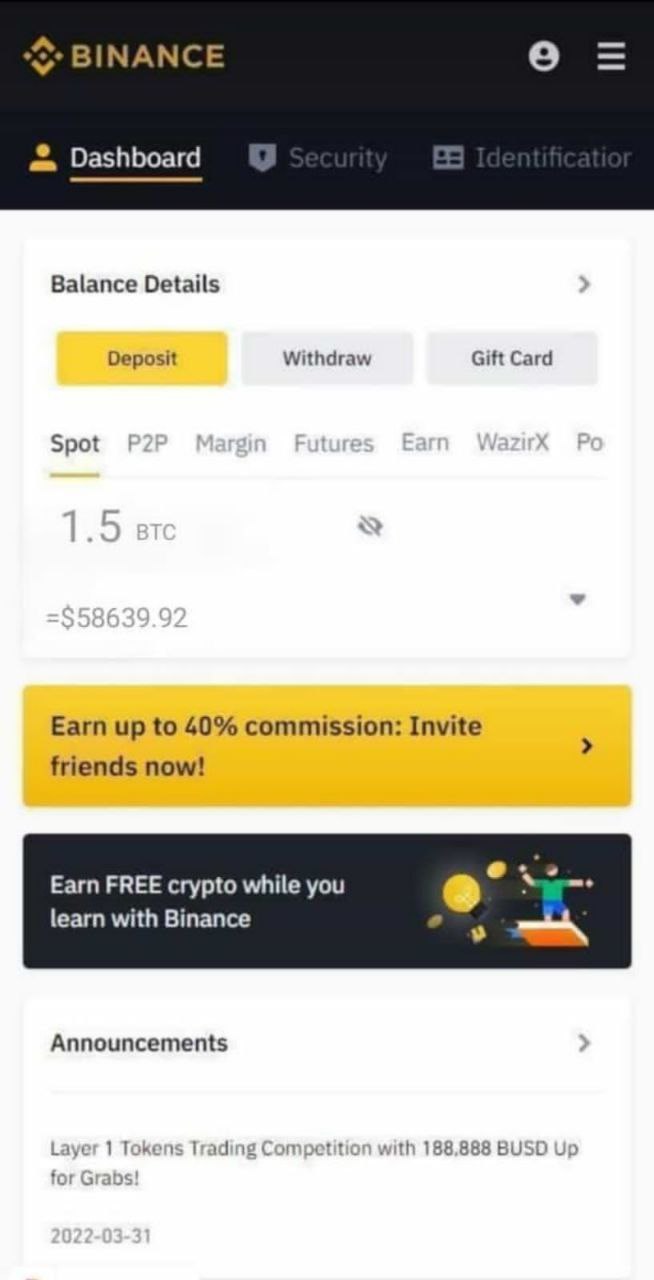 BINANCE
Dashboard Security Identification
Balance Details
Deposit Withdraw Gift Card
Spot P2P Margin Futures Earn WazirX Po
1.5 BTC
=$58639.92
Earn up to 40% commission: Invite
friends now!
Earn FREE crypto while you
learn with Binance
Announcements
Layer 1 Tokens Trading Competition with 188,888 BUSD Up
for Grabs!
2022-03-31